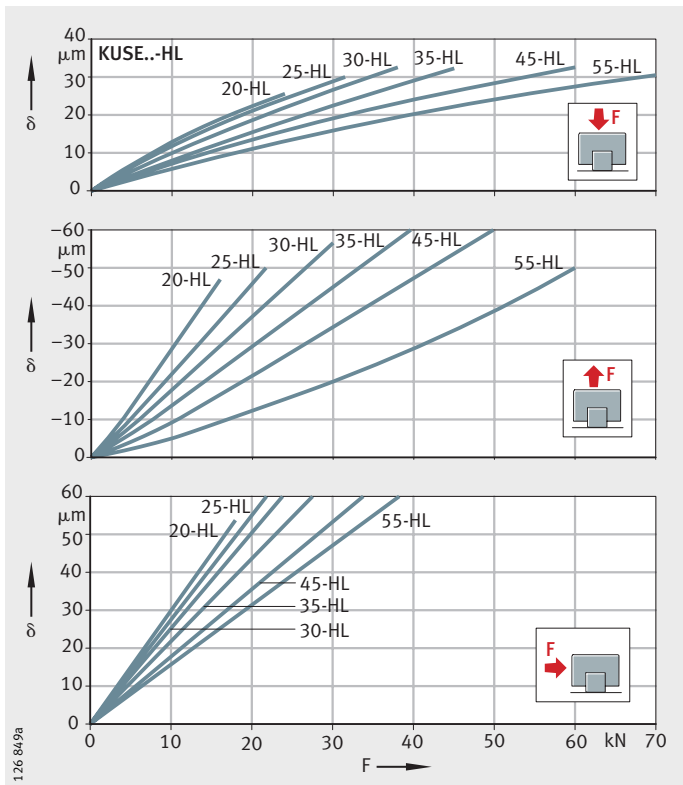 40
μm
30
20
10
0
δ
KUSE..-HL
20-HL
25-HL
30-HL
35-HL
45-HL
55-HL
F
–60
μm
–50
–40
–30
–20
–10
0
δ
20-HL
25-HL
30-HL
35-HL
45-HL
55-HL
F
60
μm
50
40
30
20
10
0
δ
25-HL
20-HL
55-HL
45-HL
35-HL
30-HL
F
0 10 20 30 40 50 60 kN 70
F
126 849a